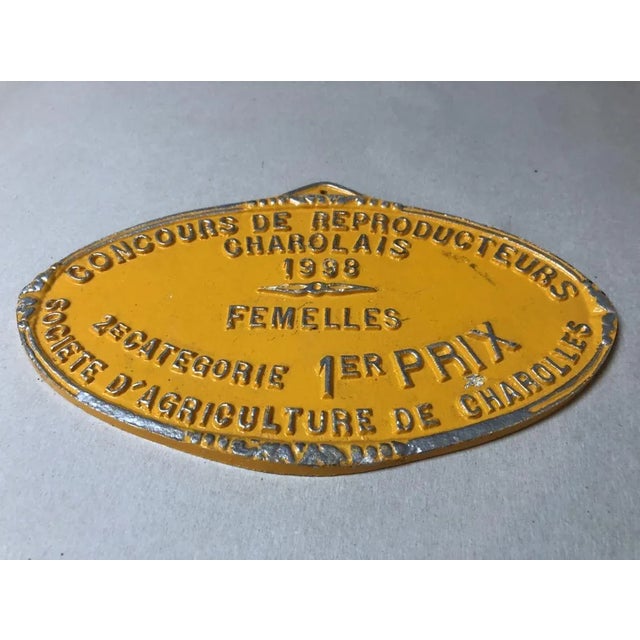 CONCOURS DE REPRODUCTEURS
CHAROLAIS
1998
FEMELLES
2E CATEGORIE 1ER PRIX
SOCIETE D'AGRICULTURE DE CHAROLLES